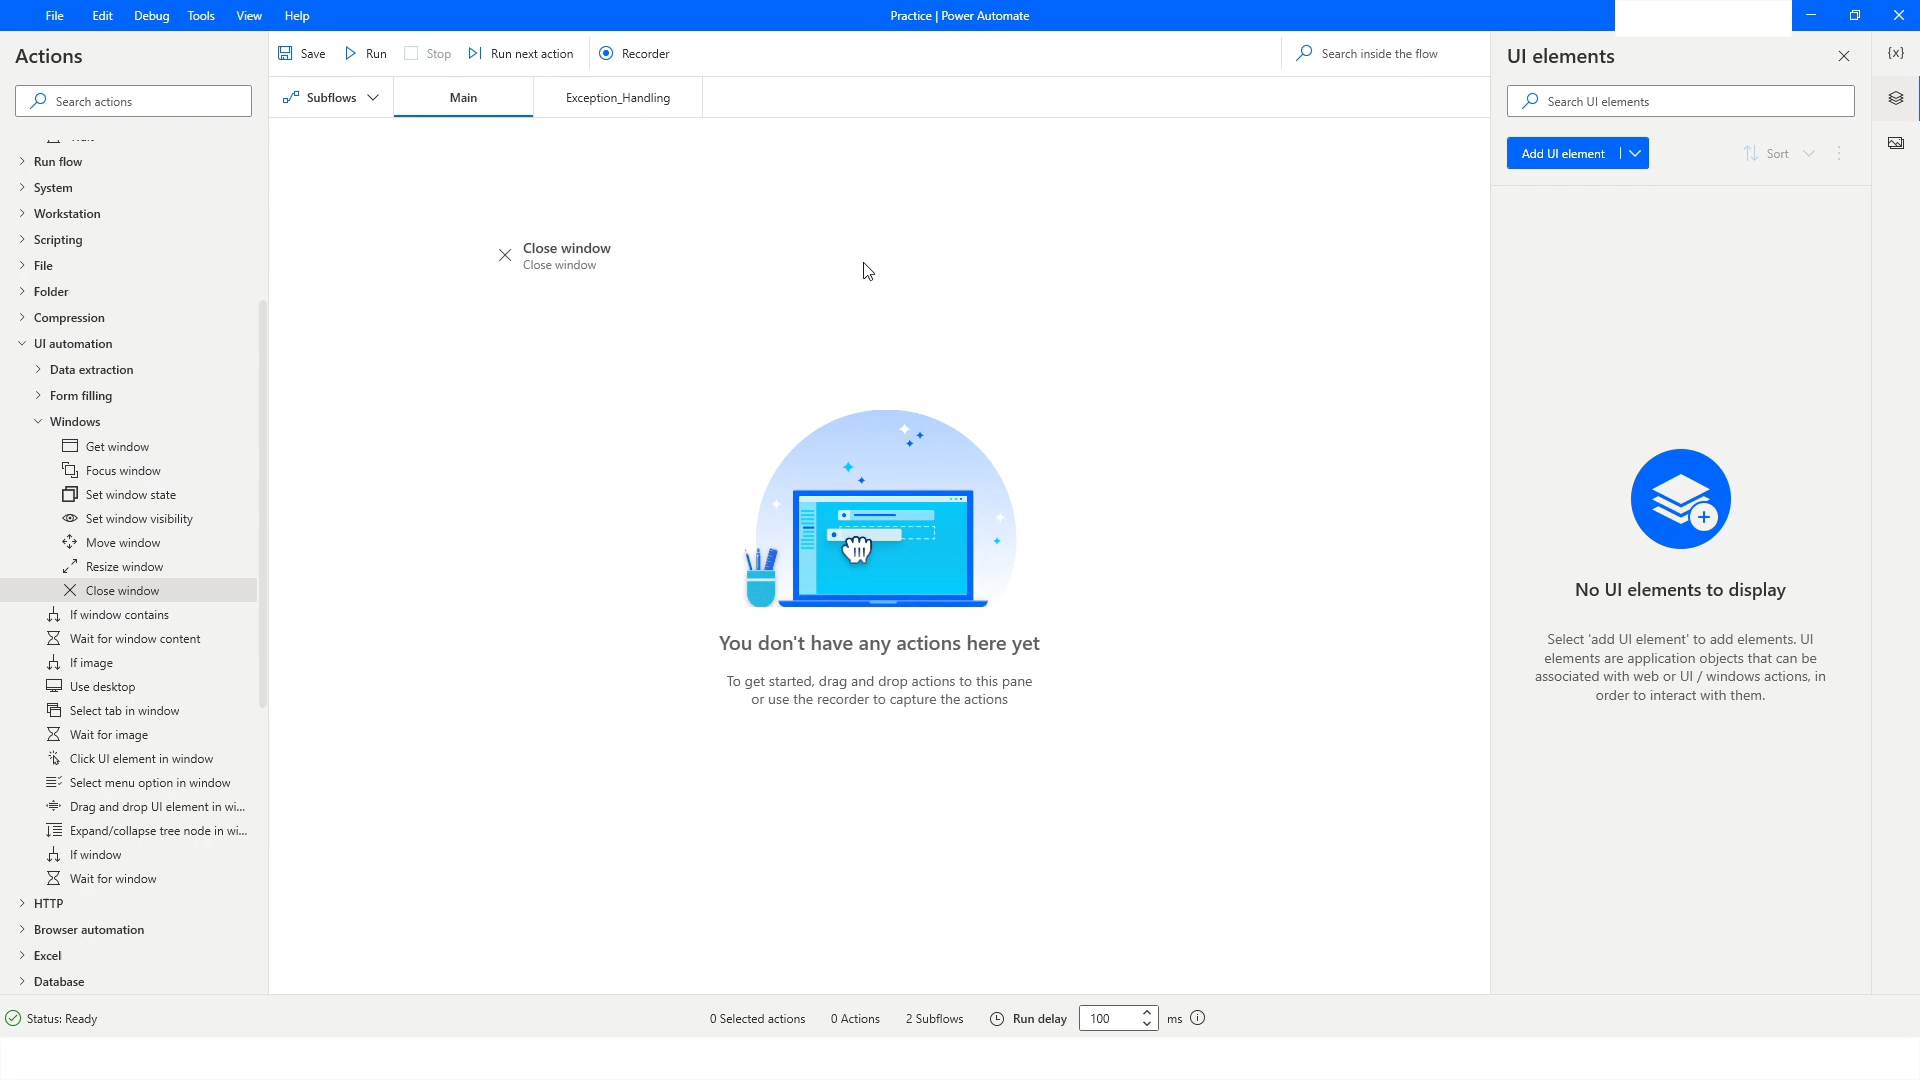 File
Edit
Debug
Tools
View
Help
Practice | Power Automate
Actions
Search actions
Run flow
System
Workstation
Scripting
File
Folder
Compression
UI automation
Data extraction
Form filling
Windows
Get window
Focus window
Set window state
Set window visibility
Move window
Resize window
Close window
If window contains
Wait for window content
If image
Use desktop
Select tab in window
Wait for image
Click UI element in window
Select menu option in window
Drag and drop UI element in wi...
Expand/collapse tree node in wi...
If window
Wait for window
HTTP
Browser automation
Excel
Database
Save
Run
Stop
Run next action
Recorder
Search inside the flow
Subflows
Main
Exception_Handling
Close window
Close window
You don't have any actions here yet
To get started, drag and drop actions to this pane
or use the recorder to capture the actions
UI elements
Search UI elements
Add UI element
Sort
{x}
No UI elements to display
Select 'add UI element' to add elements. UI
elements are application objects that can be
associated with web or UI / windows actions, in
order to interact with them.
Status: Ready
0 Selected actions
0 Actions
2 Subflows
Run delay
100
ms